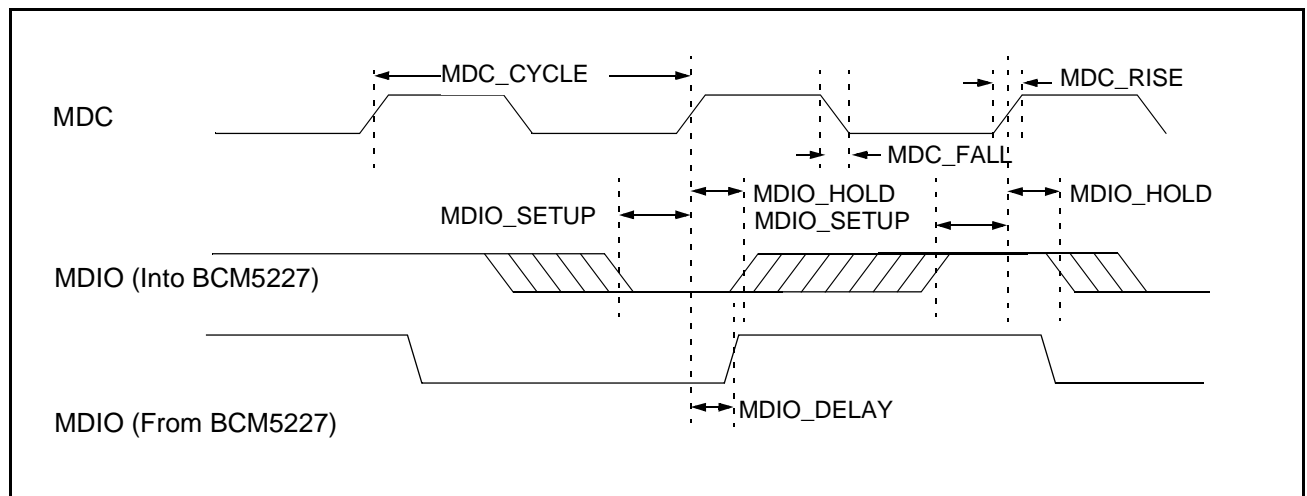 MDC_CYCLE
MDC_RISE
MDC
MDC_FALL
MDIO_SETUP
MDIO_HOLD
MDIO_SETUP
MDIO_HOLD
MDIO (Into BCM5227)
MDIO_DELAY
MDIO (From BCM5227)